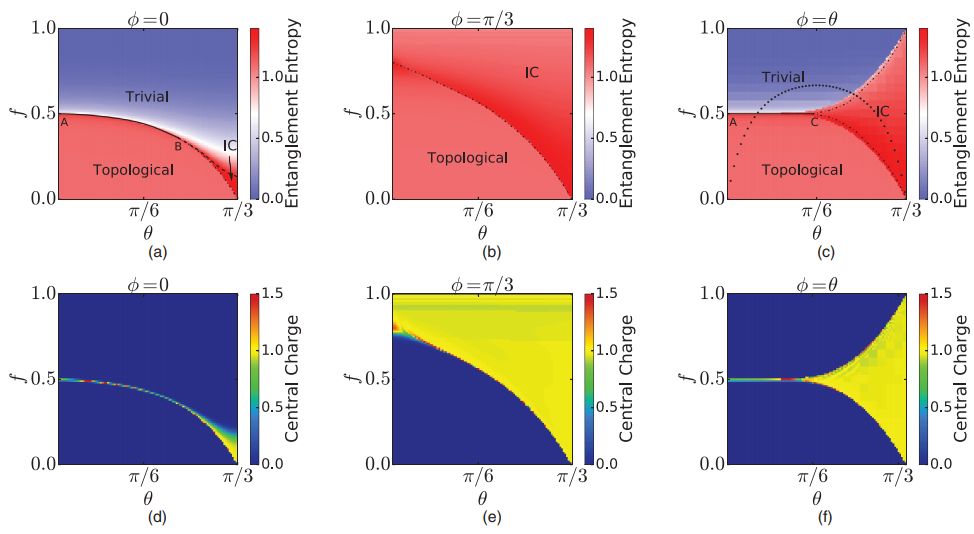 ϕ=0
1.0
0.5
0.0
f
Trivial
A
B
IC
Topological
π/6
π/3
θ
1.0
0.5
0.0
Entanglement Entropy
(a)
ϕ=π/3
1.0
0.5
0.0
f
IC
Topological
π/6
π/3
θ
1.0
0.5
0.0
Entanglement Entropy
(b)
ϕ=θ
1.0
0.5
0.0
f
Trivial
A
C
IC
Topological
π/6
π/3
θ
1.0
0.5
0.0
Entanglement Entropy
(c)
ϕ=0
1.0
0.5
0.0
f
π/6
π/3
θ
1.5
1.0
0.5
0.0
Central Charge
(d)
ϕ=π/3
1.0
0.5
0.0
f
π/6
π/3
θ
1.5
1.0
0.5
0.0
Central Charge
(e)
ϕ=θ
1.0
0.5
0.0
f
π/6
π/3
θ
1.5
1.0
0.5
0.0
Central Charge
(f)